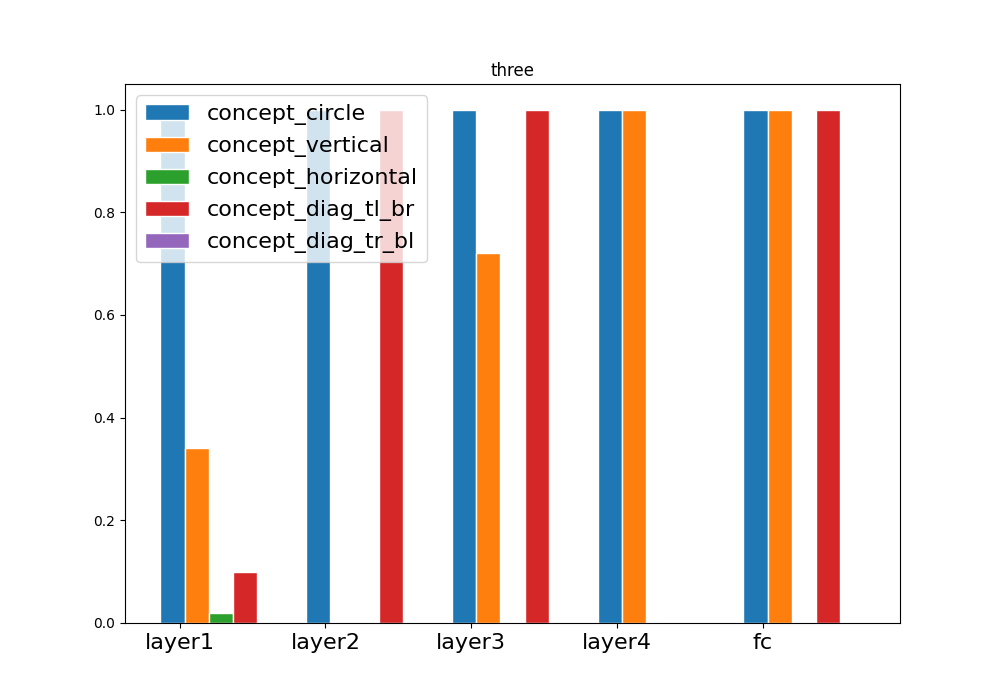 three
1.0
0.8
0.6
0.4
0.2
0.0
concept_circle
concept_vertical
concept_horizontal
concept_diag_tl_br
concept_diag_tr_bl
layer1
layer2
layer3
layer4
fc